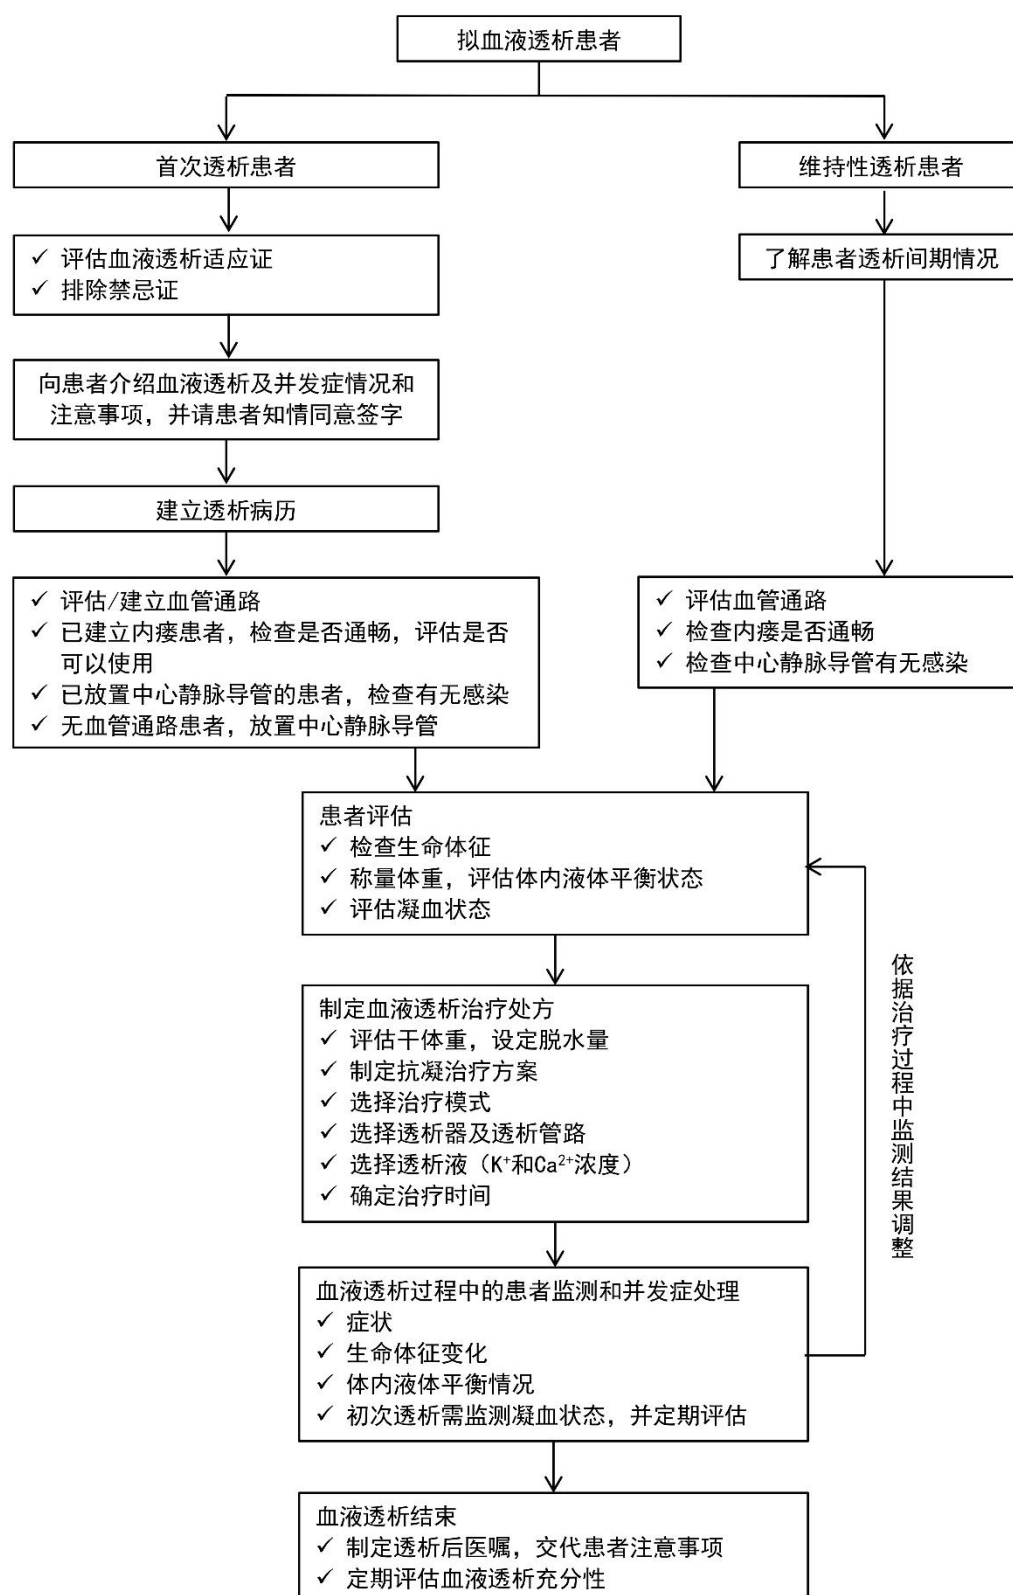 拟血液透析患者
首次透析患者
维持性透析患者
✓ 评估血液透析适应证
✓ 排除禁忌证
了解患者透析间期情况
向患者介绍血液透析及并发症情况和
注意事项，并请患者知情同意签字
建立透析病历
✓ 评估/建立血管通路
✓ 已建立内瘘患者，检查是否通畅，评估是否
可以使用
✓ 已放置中心静脉导管的患者，检查有无感染
✓ 无血管通路患者，放置中心静脉导管
✓ 评估血管通路
✓ 检查内瘘是否通畅
✓ 检查中心静脉导管有无感染
患者评估
✓ 检查生命体征
✓ 称量体重，评估体内液体平衡状态
✓ 评估凝血状态
制定血液透析治疗处方
✓ 评估干体重，设定脱水量
✓ 制定抗凝治疗方案
✓ 选择治疗模式
✓ 选择透析器及透析管路
✓ 选择透析液（K⁺和Ca²⁺浓度）
✓ 确定治疗时间
依据治疗过程中监测结果调整
血液透析过程中的患者监测和并发症处理
✓ 症状
✓ 生命体征变化
✓ 体内液体平衡情况
✓ 初次透析需监测凝血状态，并定期评估
血液透析结束
✓ 制定透析后医嘱，交代患者注意事项
✓ 定期评估血液透析充分性